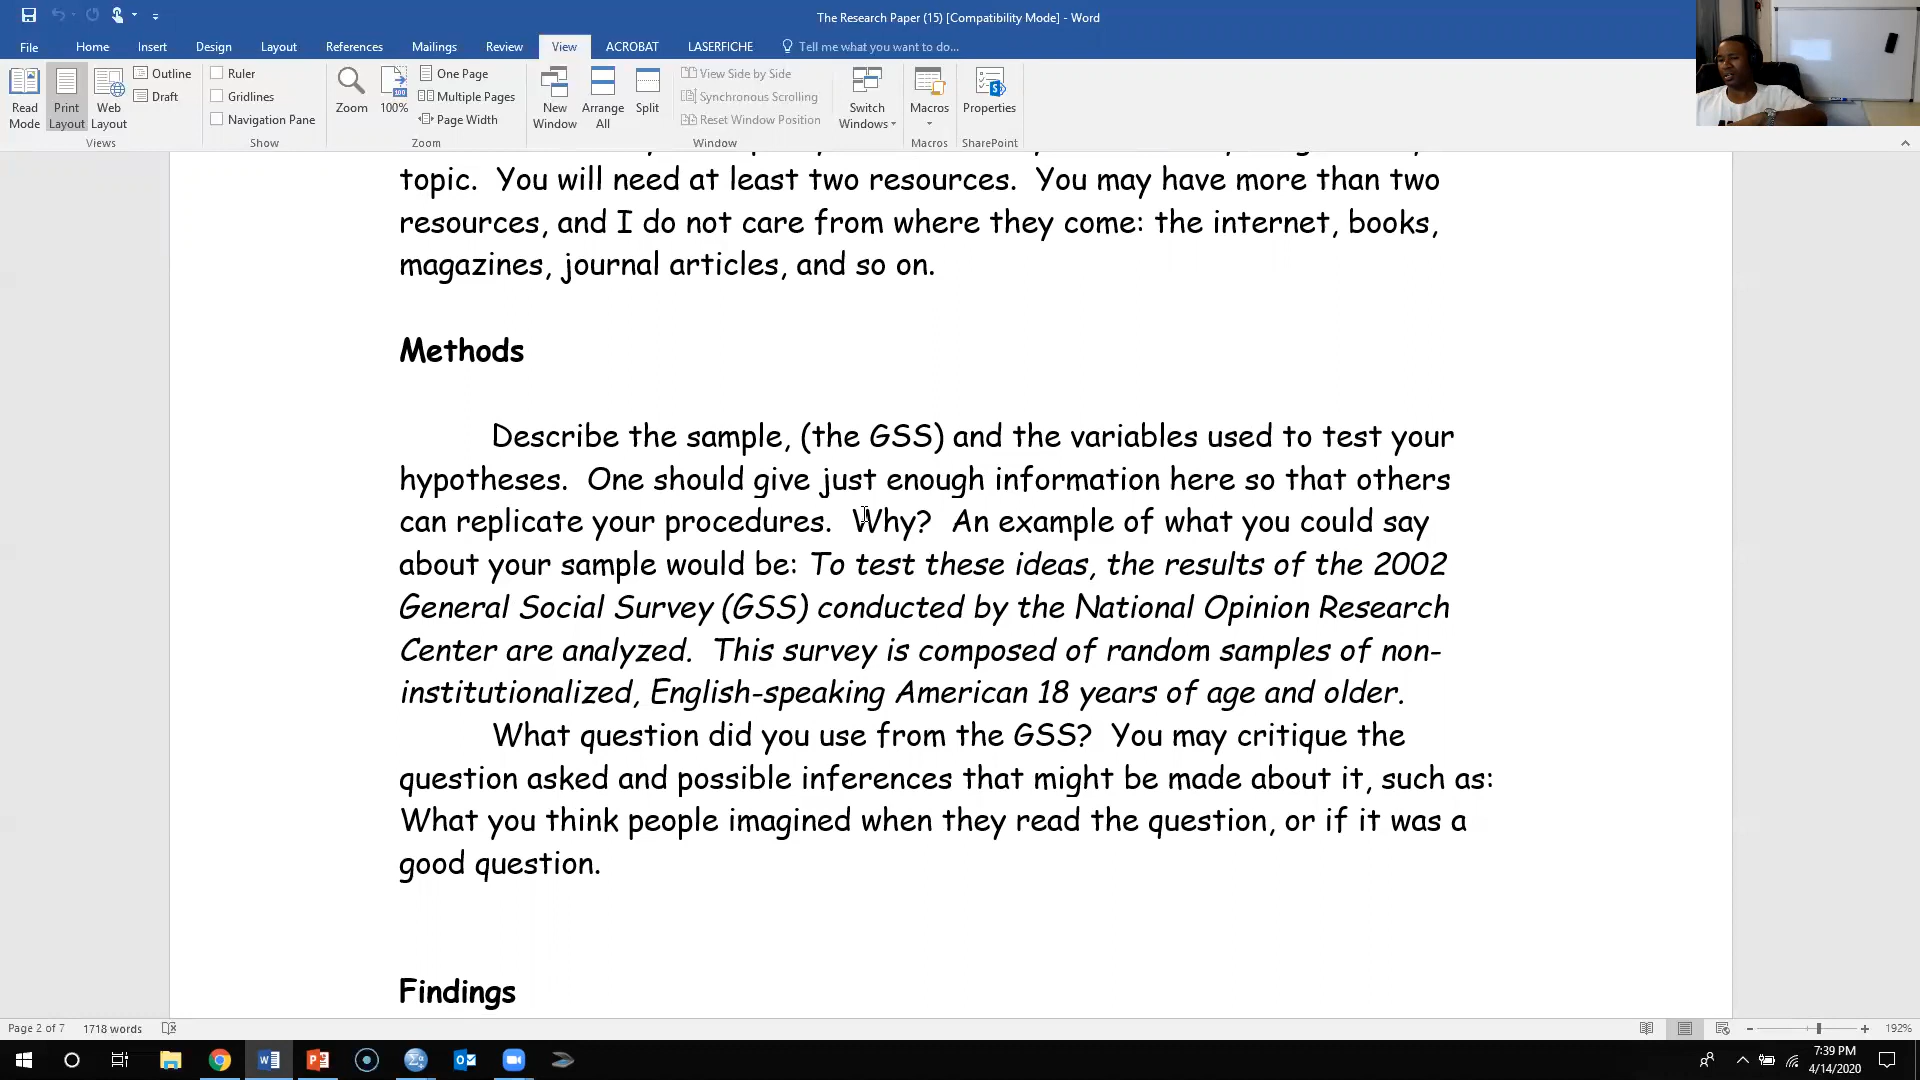 The Research Paper (15) [Compatibility Mode] - Word
File Home Insert Design Layout References Mailings Review View ACROBAT LASERFICHE Tell me what you want to do...
Read Mode
Print Layout
Web Layout
Outline
Draft
Views
Ruler
Gridlines
Navigation Pane
Show
Zoom
100%
One Page
Multiple Pages
Page Width
Zoom
New Window
Arrange All
Split
View Side by Side
Synchronous Scrolling
Reset Window Position
Window
Switch Windows
Macros
Macros
Properties
SharePoint
topic. You will need at least two resources. You may have more than two
resources, and I do not care from where they come: the internet, books,
magazines, journal articles, and so on.
Methods
Describe the sample, (the GSS) and the variables used to test your
hypotheses. One should give just enough information here so that others
can replicate your procedures. Why? An example of what you could say
about your sample would be: To test these ideas, the results of the 2002
General Social Survey (GSS) conducted by the National Opinion Research
Center are analyzed. This survey is composed of random samples of non-
institutionalized, English-speaking American 18 years of age and older.
What question did you use from the GSS? You may critique the
question asked and possible inferences that might be made about it, such as:
What you think people imagined when they read the question, or if it was a
good question.
Findings
Page 2 of 7 1718 words 192%
7:39 PM
4/14/2020